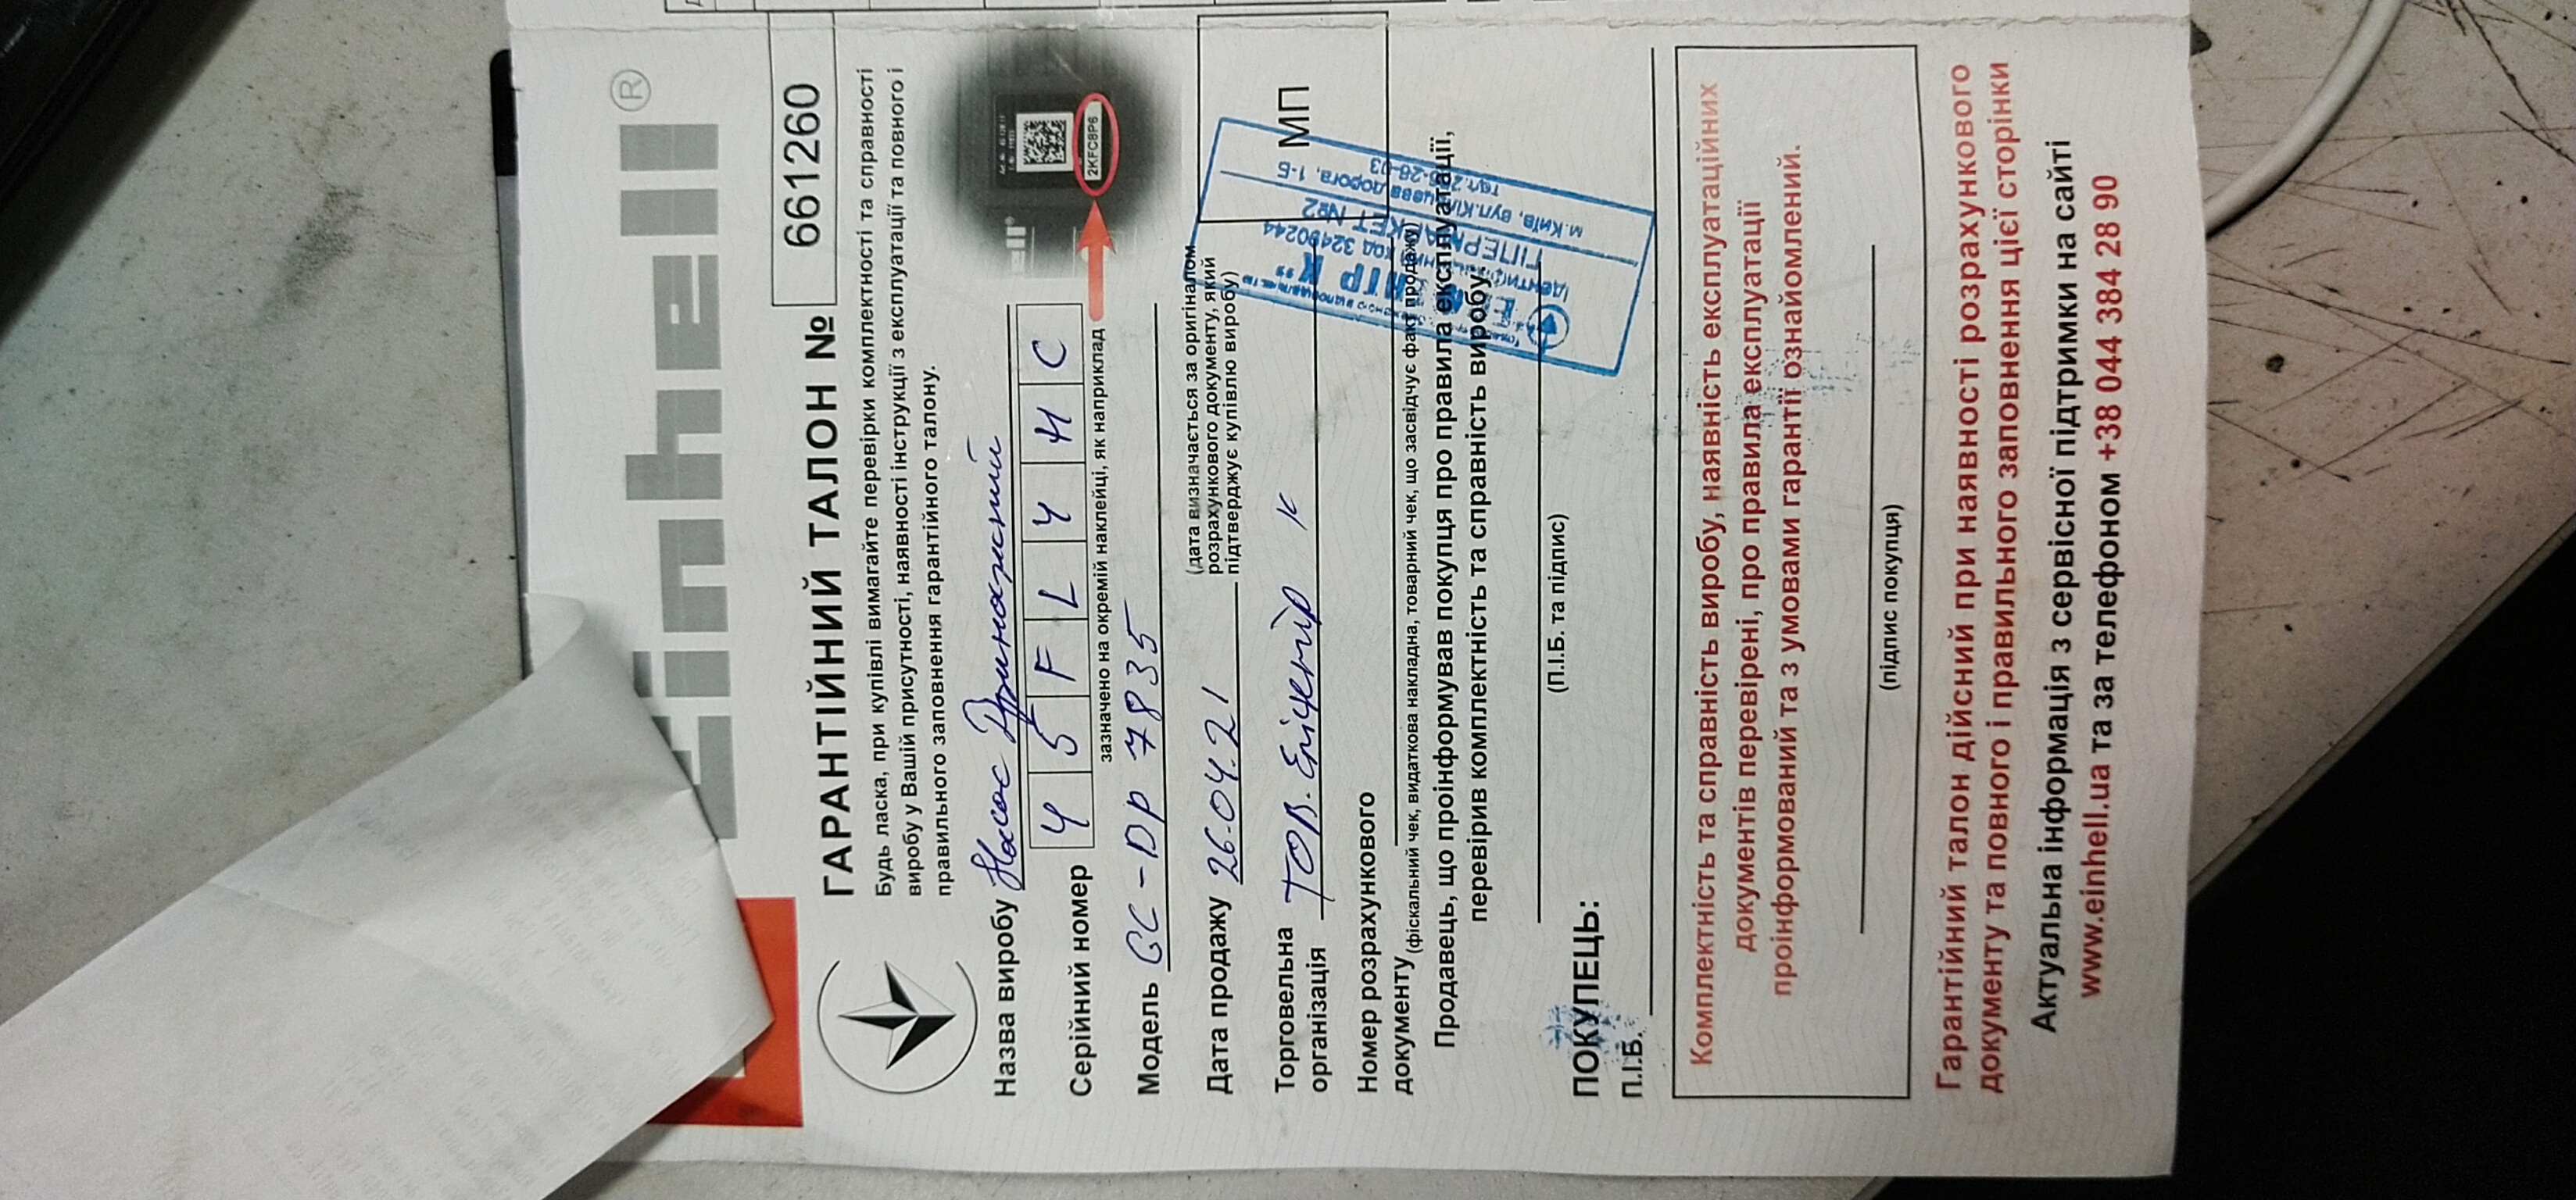 einhell®
ГАРАНТІЙНИЙ ТАЛОН № 661260
Будь ласка, при купівлі вимагайте перевірки комплектності та справності
виробу у Вашій присутності, наявності інструкції з експлуатації та повного і
правильного заповнення гарантійного талону.
Назва виробу Насос Дринажний
Серійний номер 4 5 F L 4 H C
2KFC8P6
зазначено на окремій наклейці, як наприклад
Модель GC-DP 7835
Дата продажу 26.04.21
(дата визначається за оригіналом
розрахункового документу, який
підтверджує купівлю виробу)
Торговельна
організація ТОВ. Епіцентр К
МП
ідентифікаційний код 32490244
ГІПЕРМАРКЕТ №2
м.Київ, вул.Кільцева дорога, 1-Б
Номер розрахункового
документу
(фіскальний чек, видаткова накладна, товарний чек, що засвідчує факт продажу)
Продавець, що проінформував покупця про правила експлуатації,
перевірив комплектність та справність виробу
(П.І.Б. та підпис)
ПОКУПЕЦЬ:
П.І.Б.
Комплектність та справність виробу, наявність експлуатаційних
документів перевірені, про правила експлуатації
проінформований та з умовами гарантії ознайомлений.
(підпис покупця)
Гарантійний талон дійсний при наявності розрахункового
документу та повного і правильного заповнення цієї сторінки
Актуальна інформація з сервісної підтримки на сайті
www.einhell.ua та за телефоном +38 044 384 28 90